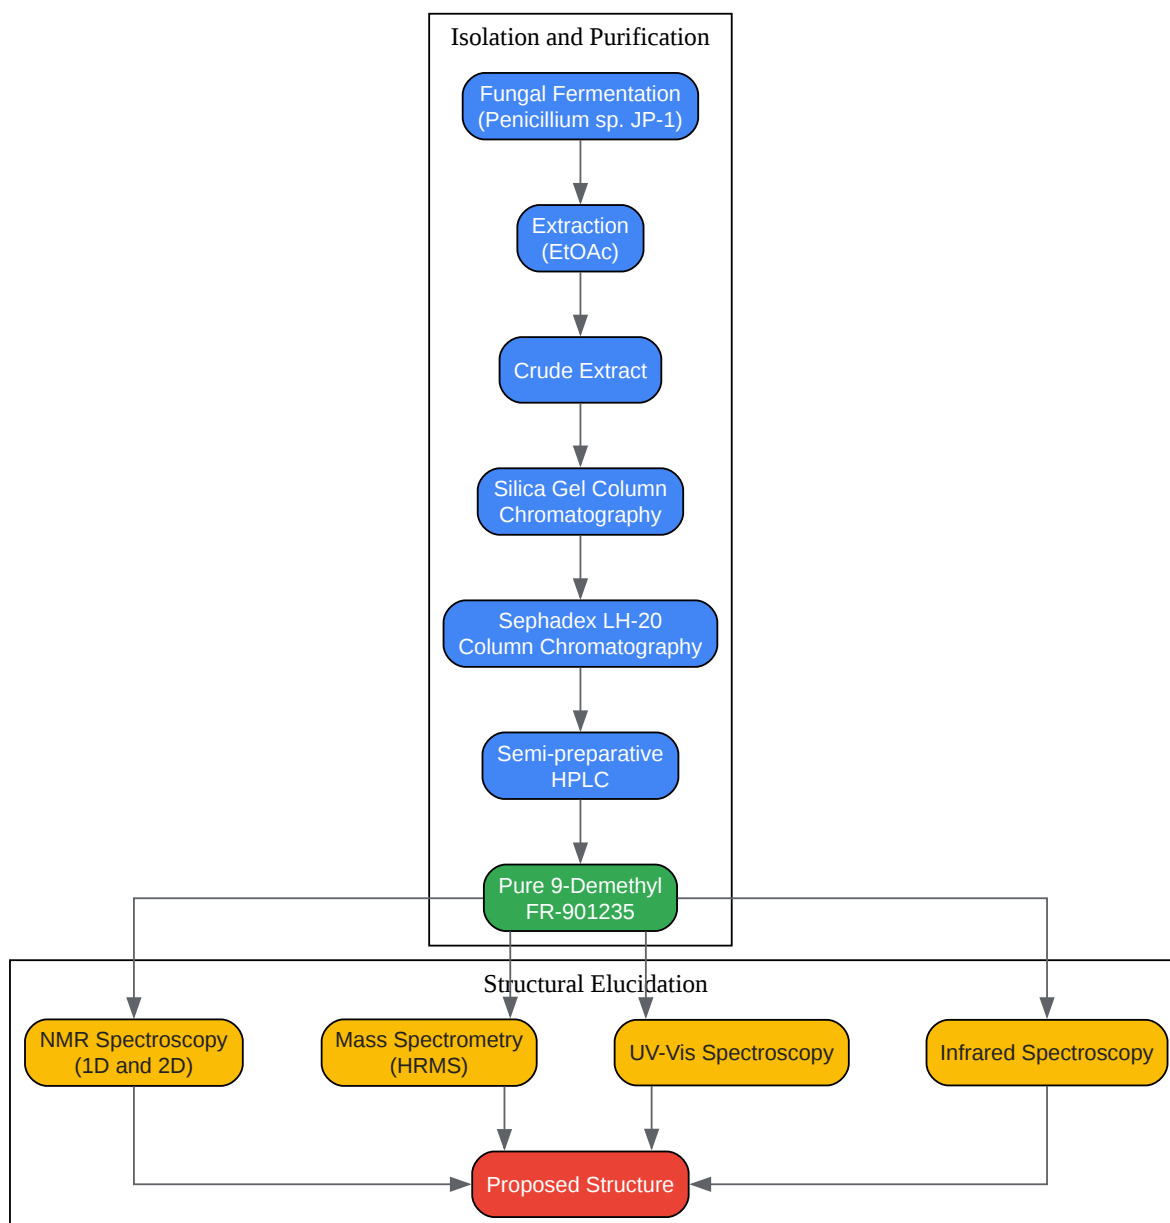 Isolation and Purification
Fungal Fermentation
(Penicillium sp. JP-1)
Extraction
(EtOAc)
Crude Extract
Silica Gel Column
Chromatography
Sephadex LH-20
Column Chromatography
Semi-preparative
HPLC
Pure 9-Demethyl
FR-901235
Structural Elucidation
NMR Spectroscopy
(1D and 2D)
Mass Spectrometry
(HRMS)
UV-Vis Spectroscopy
Infrared Spectroscopy
Proposed Structure